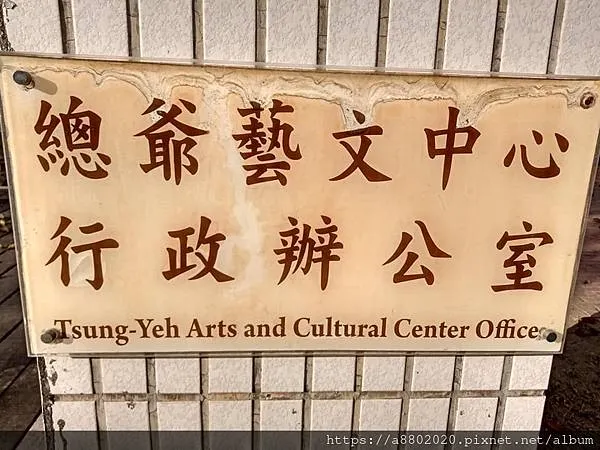 總爺藝文中心
行政辦公室
Tsung-Yeh Arts and Cultural Center Office
https://a8802020.pixnet.net/album